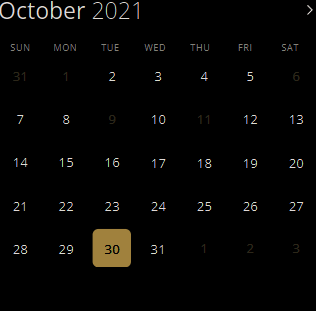 October 2021
SUN MON TUE WED THU FRI SAT
31 1 2 3 4 5 6
7 8 9 10 11 12 13
14 15 16 17 18 19 20
21 22 23 24 25 26 27
28 29 30 31 1 2 3